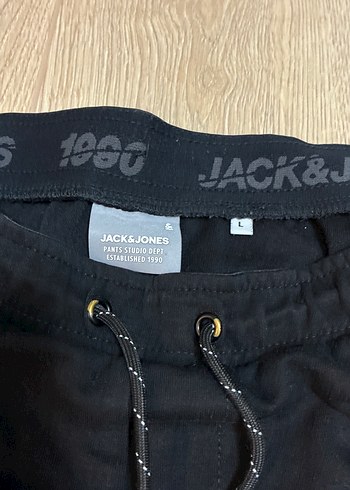 S 1990 JACK&J
&
JACK&JONES
PANTS STUDIO DEPT.
ESTABLISHED 1990
L